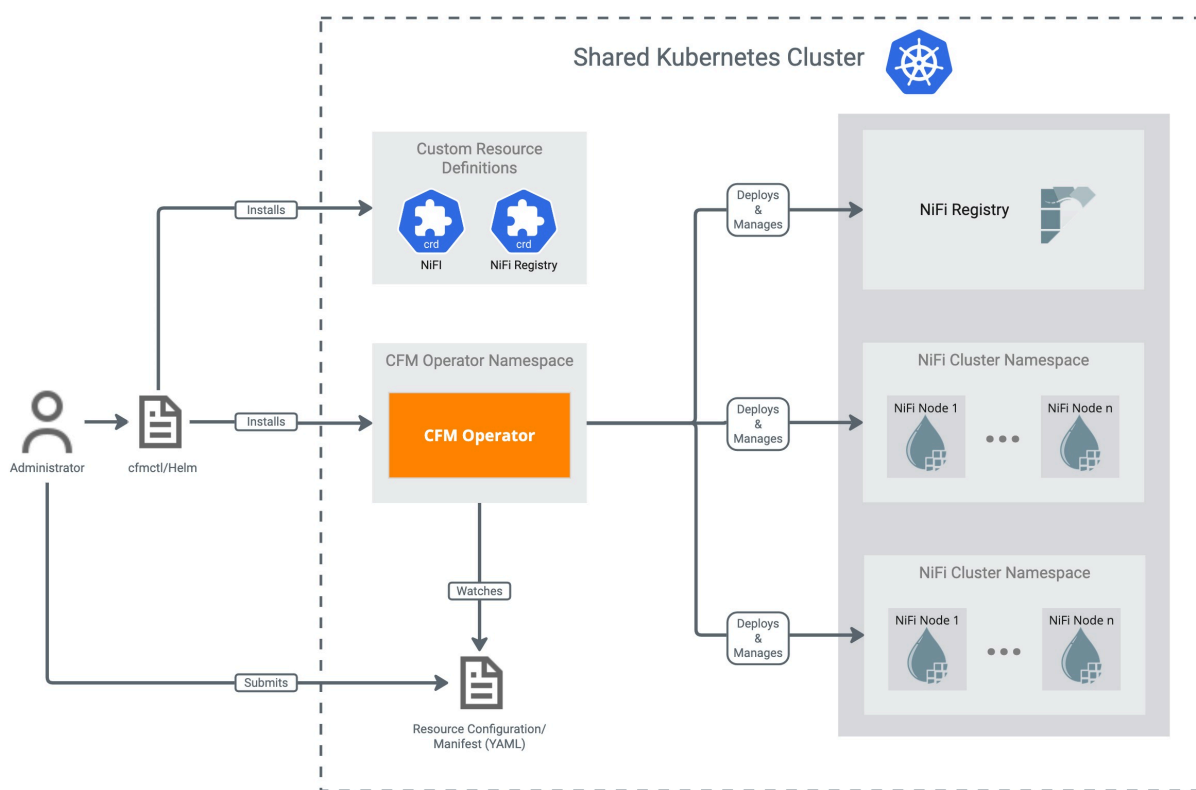 Shared Kubernetes Cluster
Custom Resource
Definitions
crd
crd
NiFI
NiFi Registry
Installs
Deploys
&
Manages
NiFi Registry
CFM Operator Namespace
CFM Operator
Administrator
cfmctl/Helm
Installs
Deploys
&
Manages
NiFi Cluster Namespace
NiFi Node 1
NiFi Node n
Watches
Submits
Resource Configuration/
Manifest (YAML)
Deploys
&
Manages
NiFi Cluster Namespace
NiFi Node 1
NiFi Node n